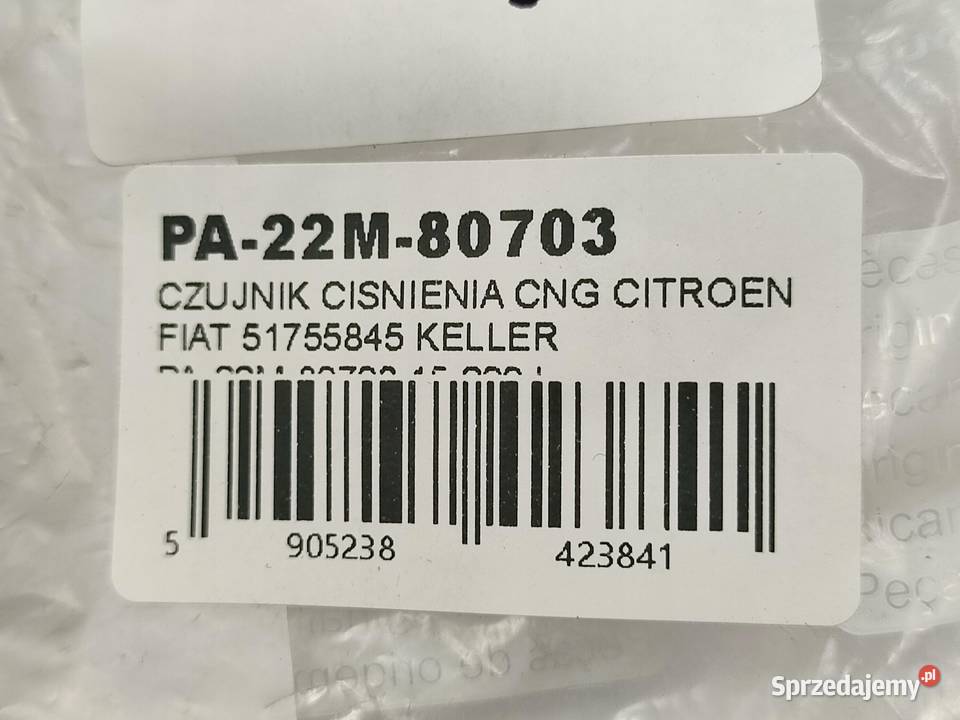 PA-22M-80703
CZUJNIK CISNIENIA CNG CITROEN
FIAT 51755845 KELLER
5 905238 423841
Sprzedajemy.pl